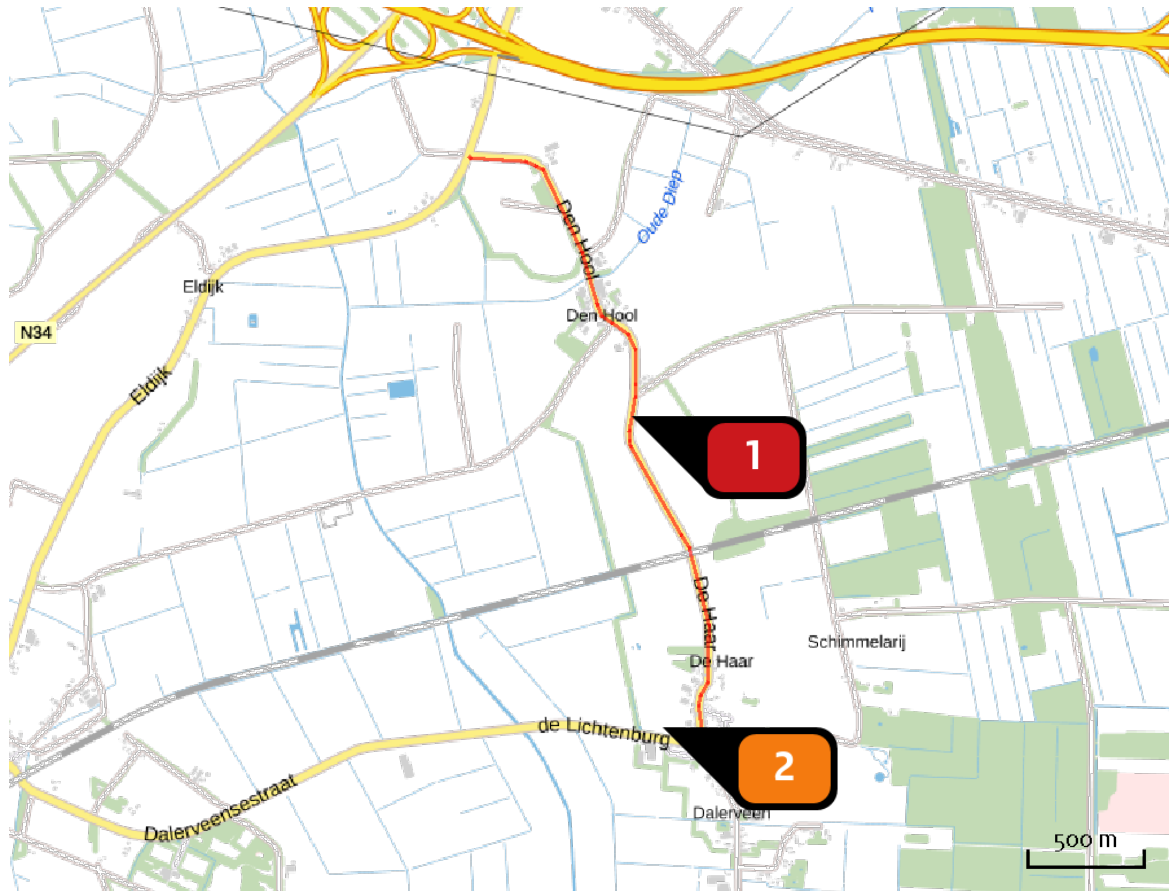 Den Hool
Oude Diep
Eldijk
Den Hool
N34
Eldijk
1
De Haar
Schimmelarij
De Haar
de Lichtenburg
2
Dalerveensestraat
Dalerveen
500 m